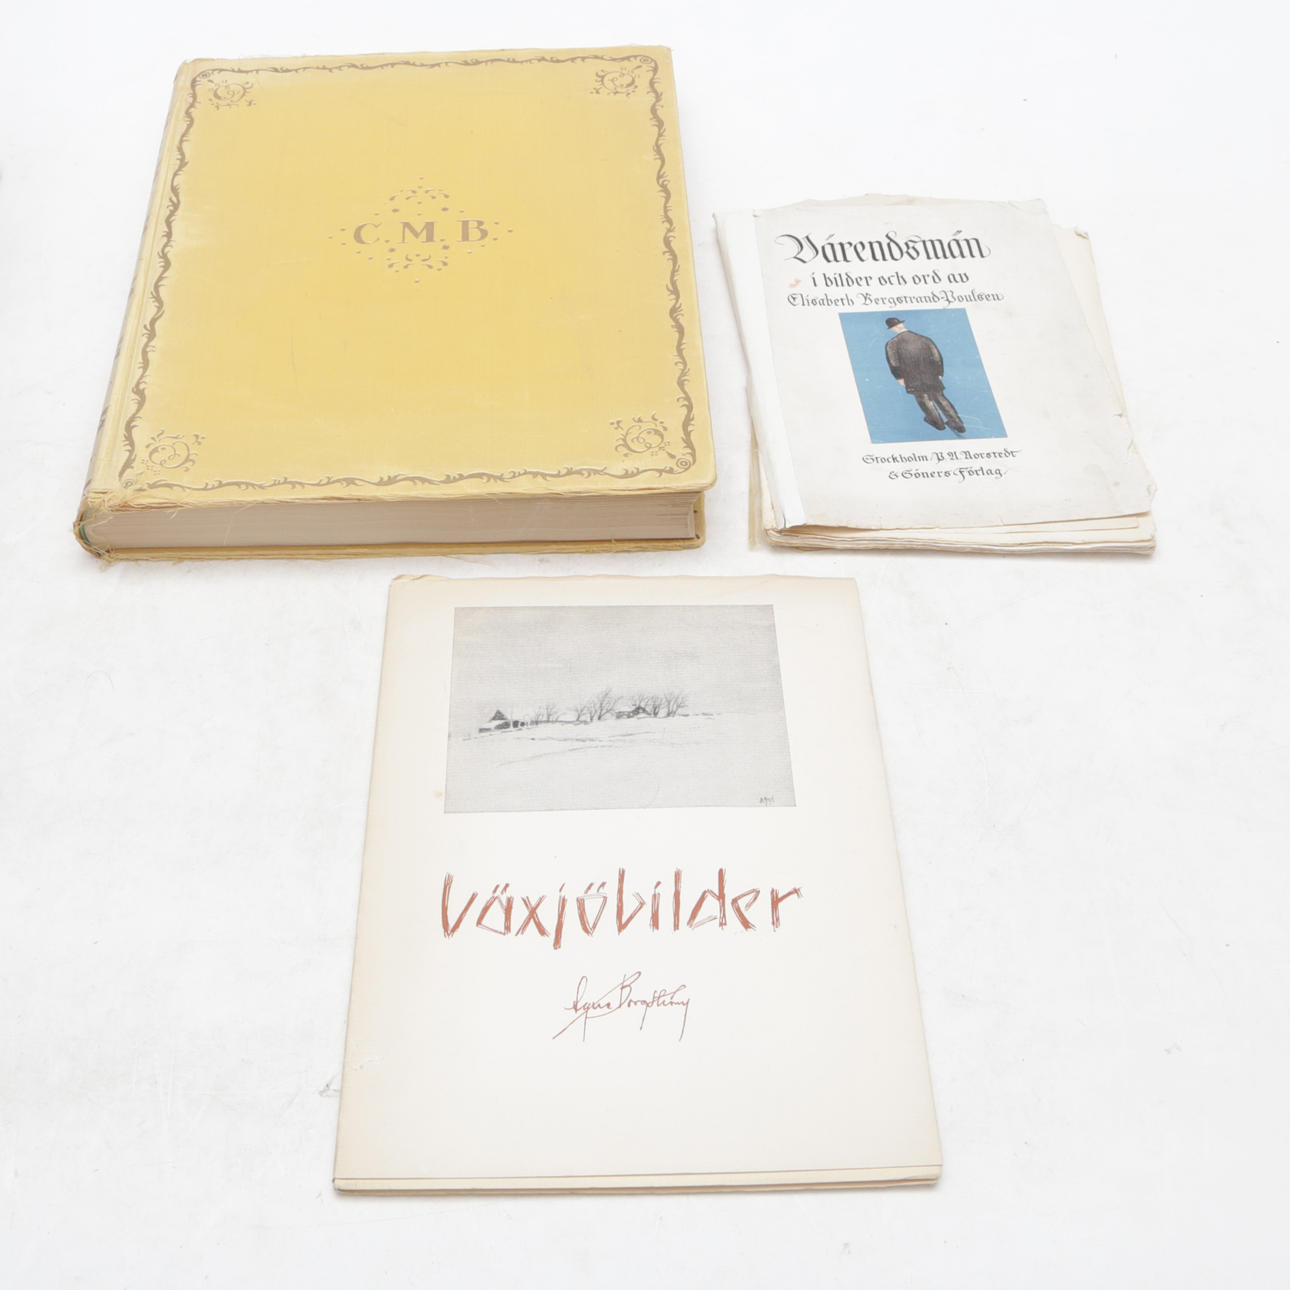 C. M. B.
Värendsmän
i bilder och ord av
Elisabeth Bergstrand-Poulsen
Stockholm / P. A. Norstedt
& Söners Förlag
växjöbilder